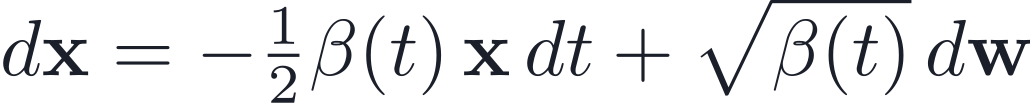 d𝐱 = −½β(t) 𝐱 dt + √β(t) d𝐰